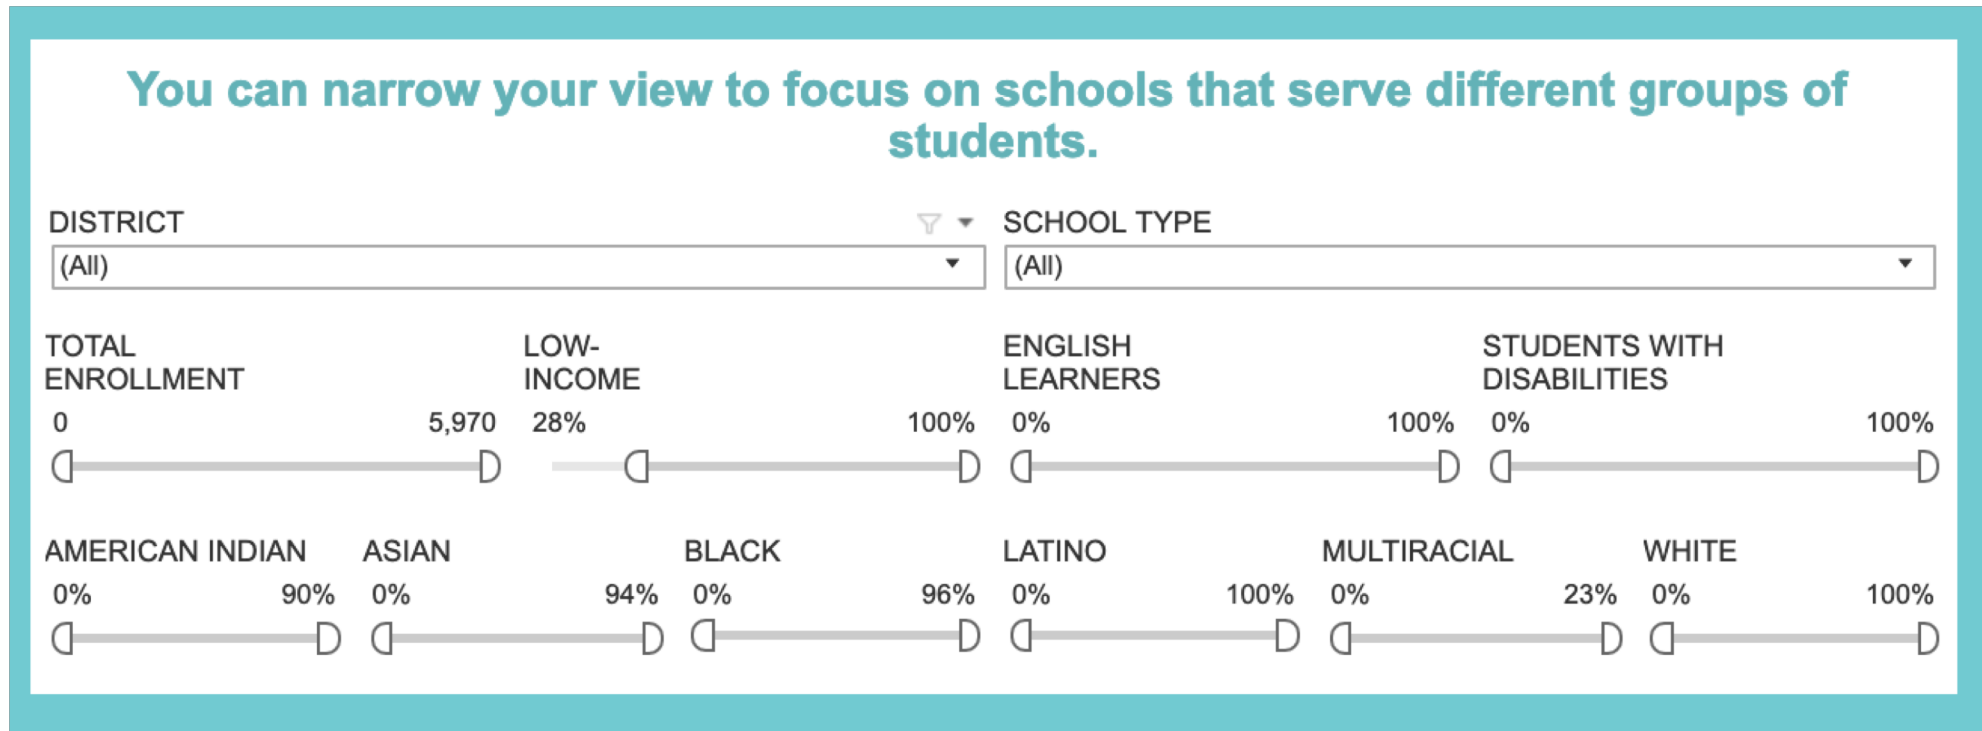 You can narrow your view to focus on schools that serve different groups of
students.
DISTRICT
SCHOOL TYPE
(All)
(All)
TOTAL
ENROLLMENT
LOW-
INCOME
ENGLISH
LEARNERS
STUDENTS WITH
DISABILITIES
0 5,970
28% 100%
0% 100%
0% 100%
AMERICAN INDIAN
ASIAN
BLACK
LATINO
MULTIRACIAL
WHITE
0% 90%
0% 94%
0% 96%
0% 100%
0% 23%
0% 100%